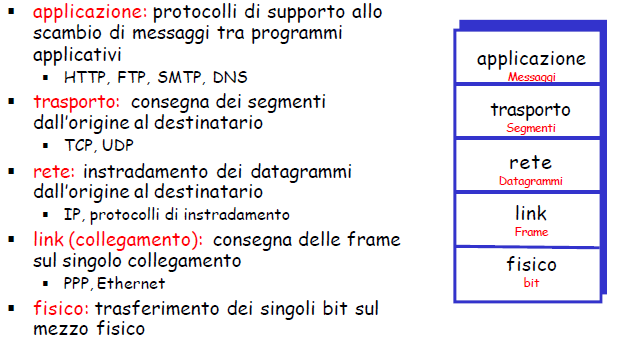 ▪ applicazione: protocolli di supporto allo
scambio di messaggi tra programmi
applicativi
▪ HTTP, FTP, SMTP, DNS
▪ trasporto: consegna dei segmenti
dall'origine al destinatario
▪ TCP, UDP
▪ rete: instradamento dei datagrammi
dall'origine al destinatario
▪ IP, protocolli di instradamento
▪ link (collegamento): consegna delle frame
sul singolo collegamento
▪ PPP, Ethernet
▪ fisico: trasferimento dei singoli bit sul
mezzo fisico
applicazione
Messaggi
trasporto
Segmenti
rete
Datagrammi
link
Frame
fisico
bit